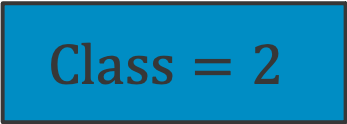 Class = 2